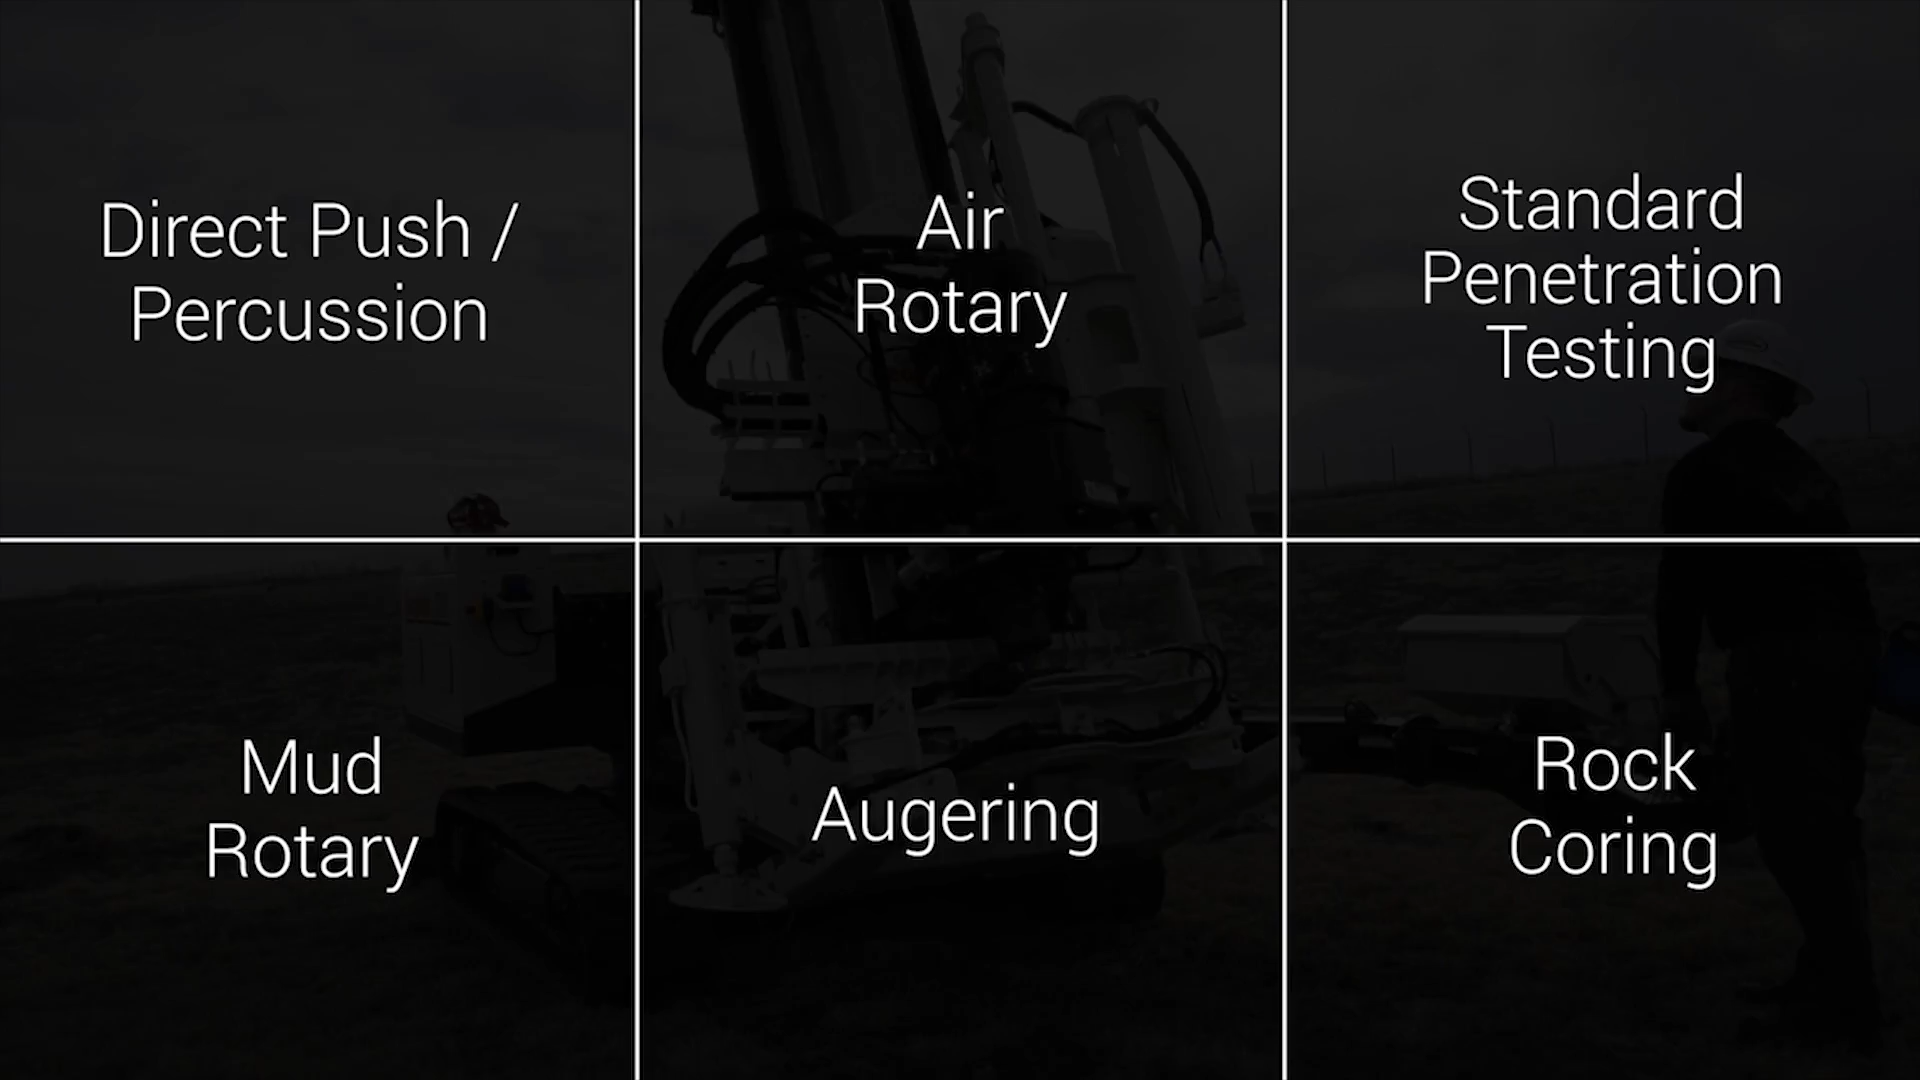 Direct Push /
Percussion
Air
Rotary
Standard
Penetration
Testing
Mud
Rotary
Augering
Rock
Coring